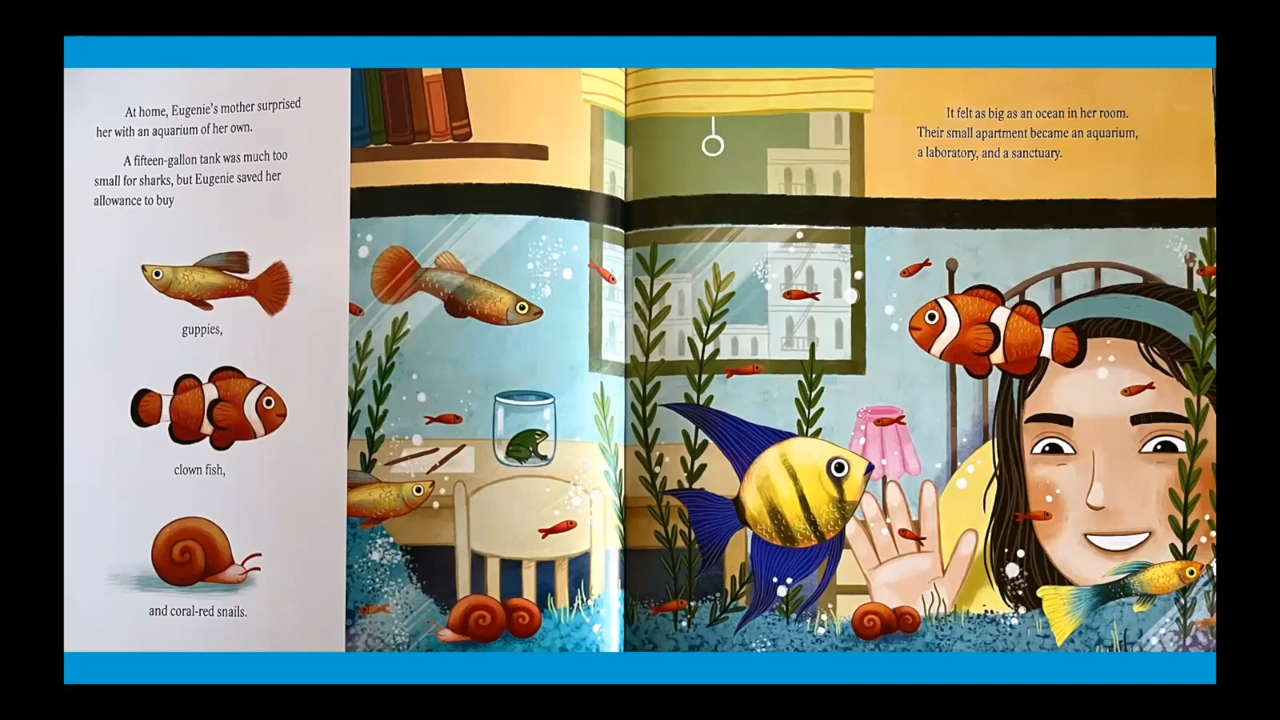 At home, Eugenie's mother surprised
her with an aquarium of her own.
A fifteen-gallon tank was much too
small for sharks, but Eugenie saved her
allowance to buy
guppies,
clown fish,
and coral-red snails.
It felt as big as an ocean in her room.
Their small apartment became an aquarium,
a laboratory, and a sanctuary.